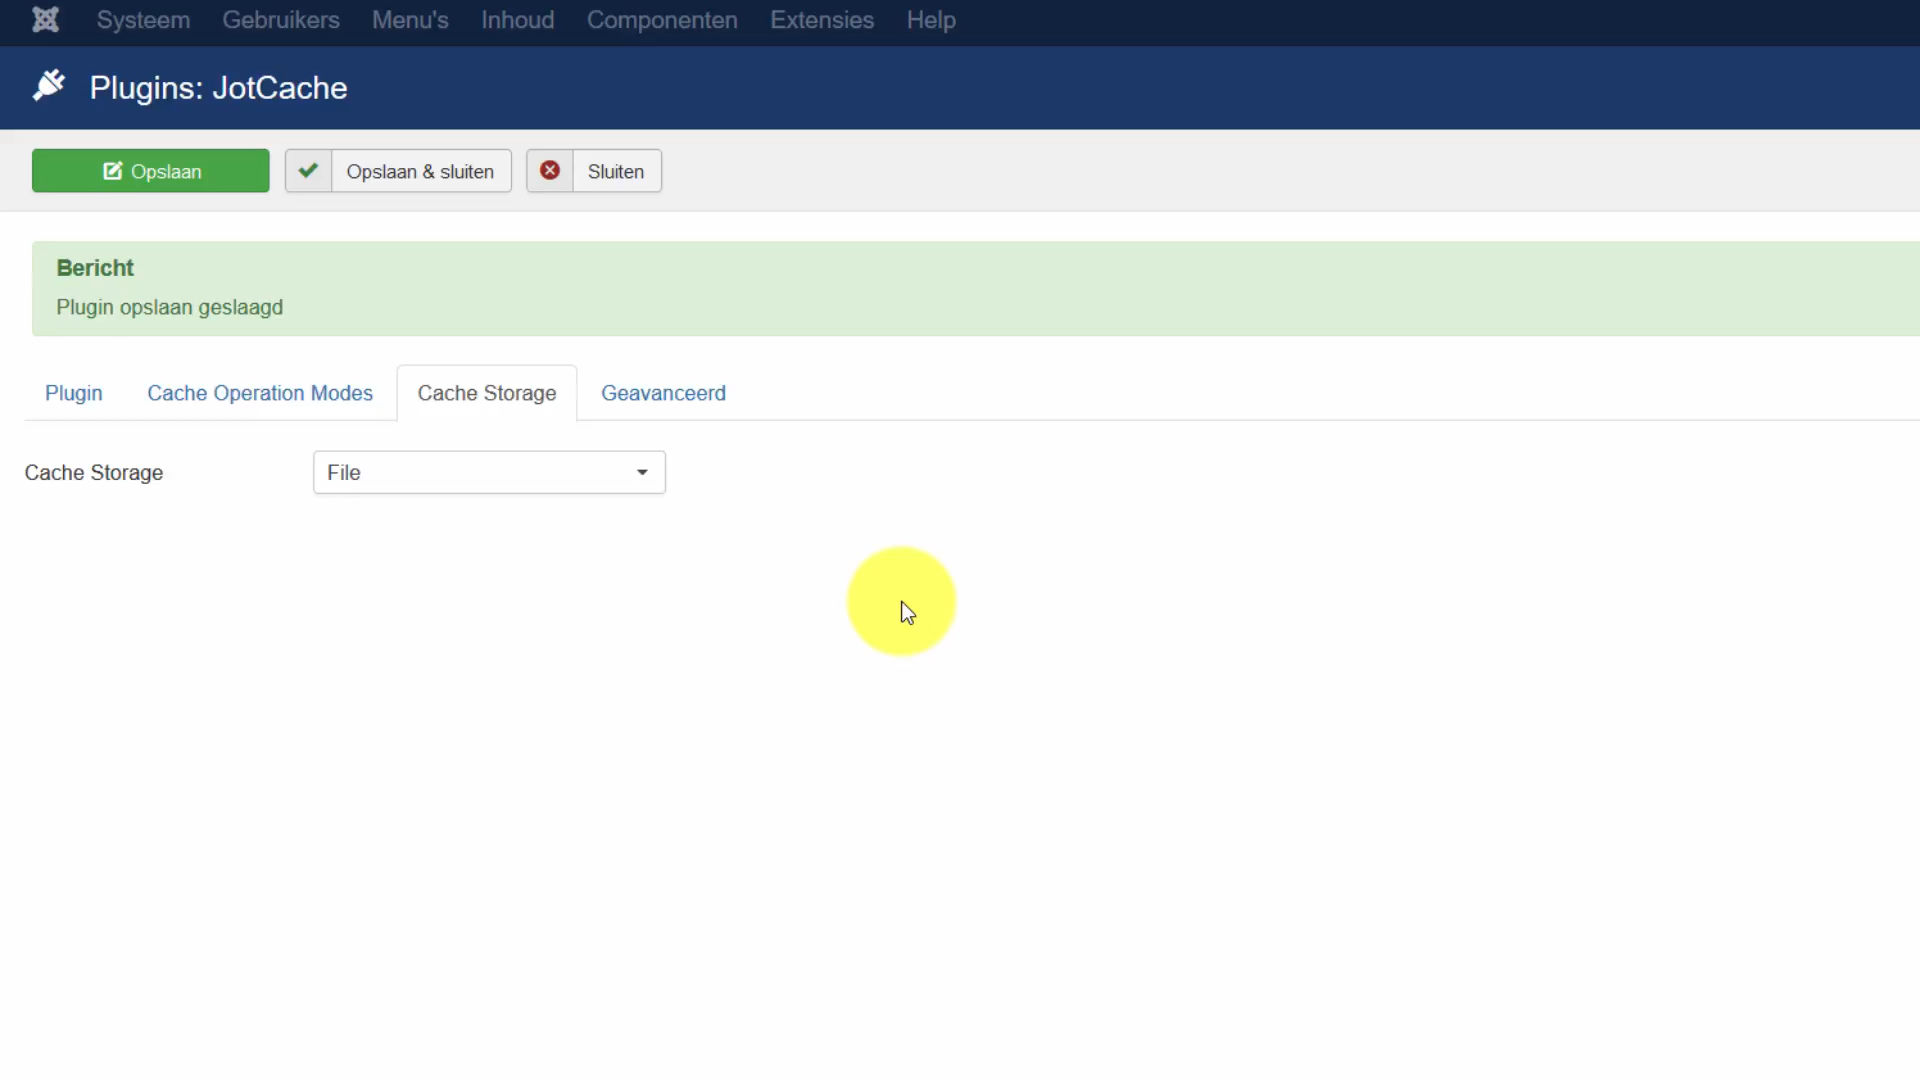 Systeem Gebruikers Menu's Inhoud Componenten Extensies Help
Plugins: JotCache
Opslaan Opslaan & sluiten Sluiten
Bericht
Plugin opslaan geslaagd
Plugin Cache Operation Modes Cache Storage Geavanceerd
Cache Storage File